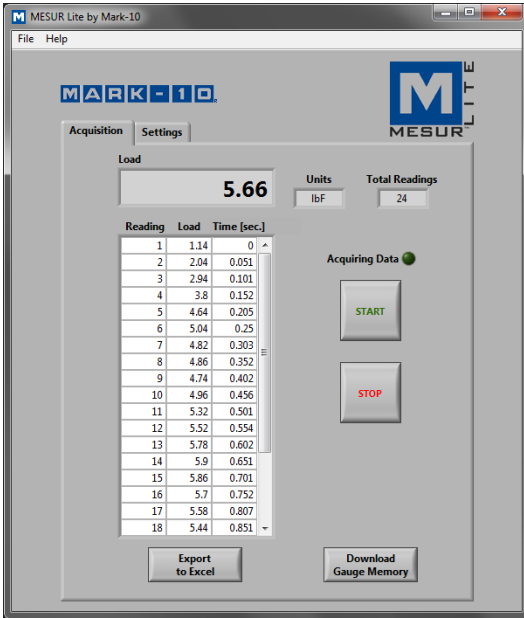 MESUR Lite by Mark-10
File Help
MARK-10
M
LITE
MESUR
Acquisition Settings
Load
5.66
Units
lbF
Total Readings
24
Reading Load Time [sec.]
1 1.14 0
2 2.04 0.051
3 2.94 0.101
4 3.8 0.152
5 4.64 0.205
6 5.04 0.25
7 4.82 0.303
8 4.86 0.352
9 4.74 0.402
10 4.96 0.456
11 5.32 0.501
12 5.52 0.554
13 5.78 0.602
14 5.9 0.651
15 5.86 0.701
16 5.7 0.752
17 5.58 0.807
18 5.44 0.851
Acquiring Data
START
STOP
Export
to Excel
Download
Gauge Memory